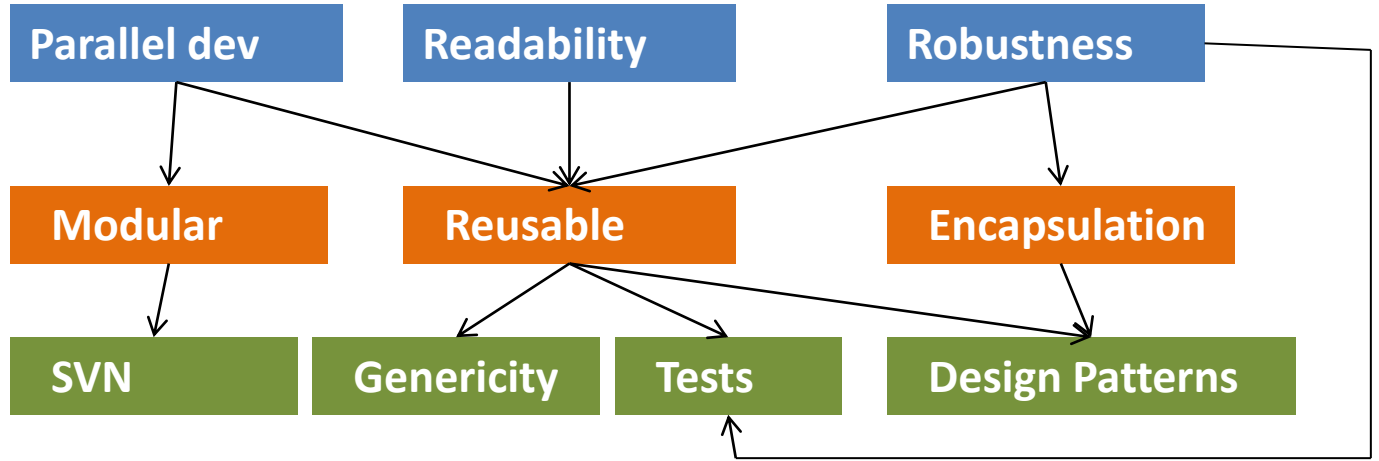 Parallel dev
Readability
Robustness
Modular
Reusable
Encapsulation
SVN
Genericity
Tests
Design Patterns